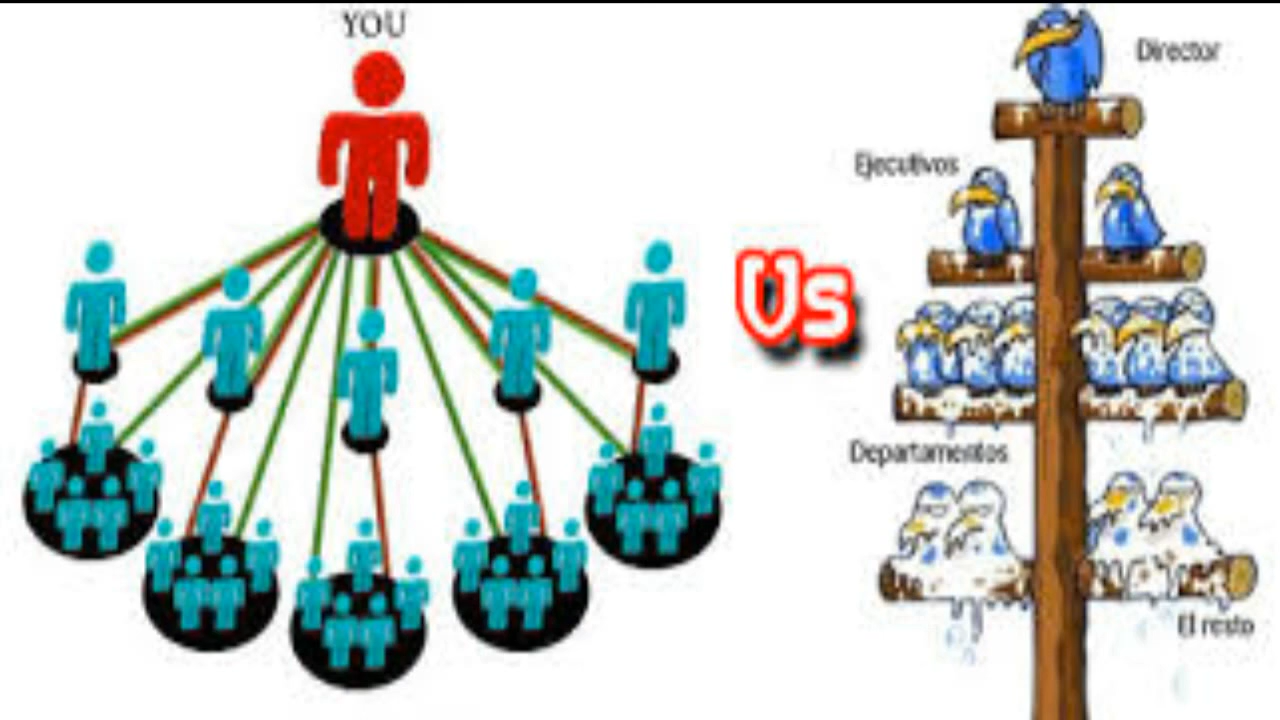 YOU
Vs
Director
Ejecutivos
Departamentos
El resto